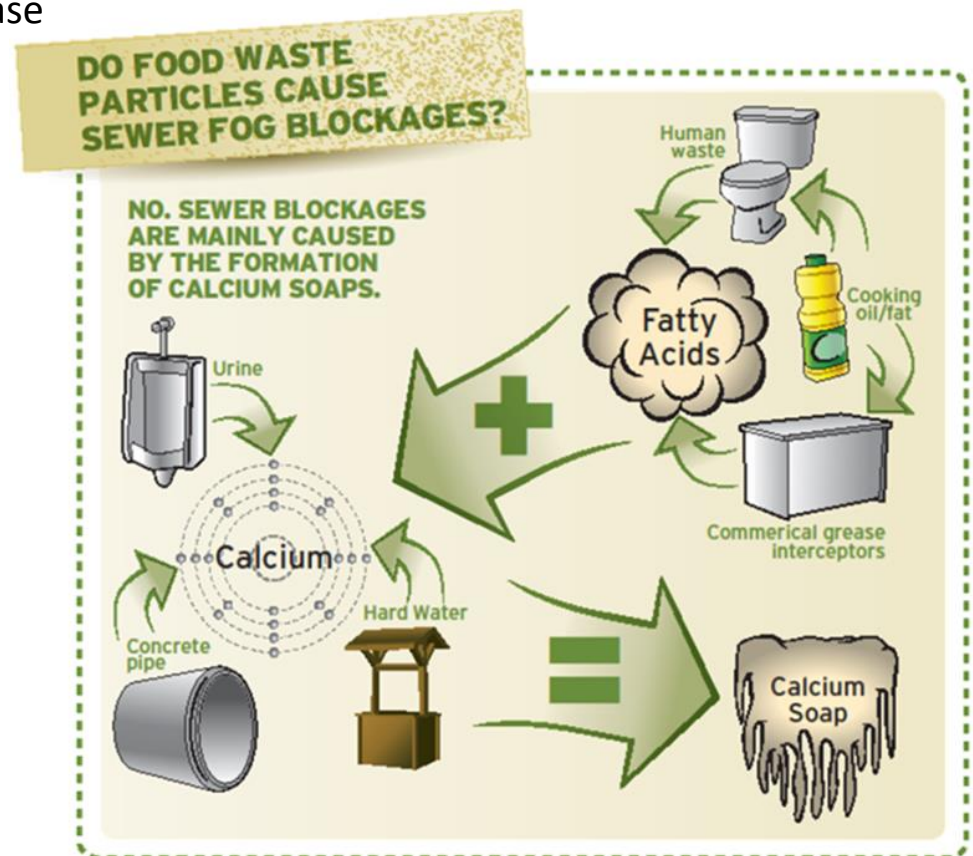 DO FOOD WASTE
PARTICLES CAUSE
SEWER FOG BLOCKAGES?
NO. SEWER BLOCKAGES
ARE MAINLY CAUSED
BY THE FORMATION
OF CALCIUM SOAPS.
Human
waste
Fatty
Acids
Cooking
oil/fat
Commerical grease
interceptors
Urine
Calcium
Hard Water
Concrete
pipe
Calcium
Soap